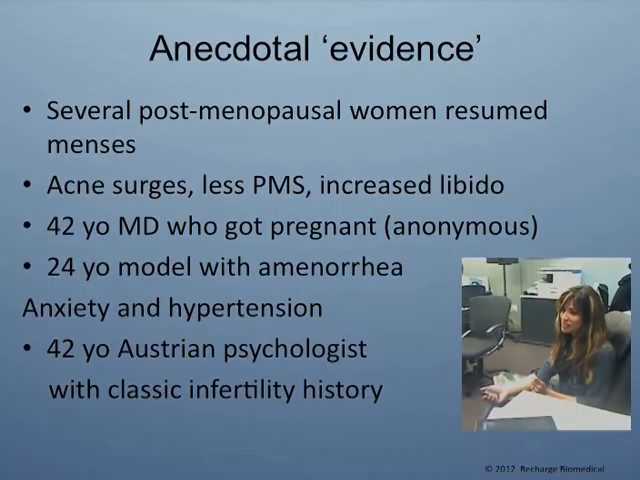 Anecdotal ‘evidence’
• Several post-menopausal women resumed
menses
• Acne surges, less PMS, increased libido
• 42 yo MD who got pregnant (anonymous)
• 24 yo model with amenorrhea
Anxiety and hypertension
• 42 yo Austrian psychologist
with classic infertility history
© 2012 Recharge Biomedical